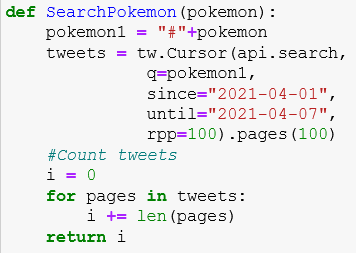 def SearchPokemon(pokemon):
    pokemon1 = "#"+pokemon
    tweets = tw.Cursor(api.search,
              q=pokemon1,
              since="2021-04-01",
              until="2021-04-07",
              rpp=100).pages(100)
    #Count tweets
    i = 0
    for pages in tweets:
        i += len(pages)
    return i